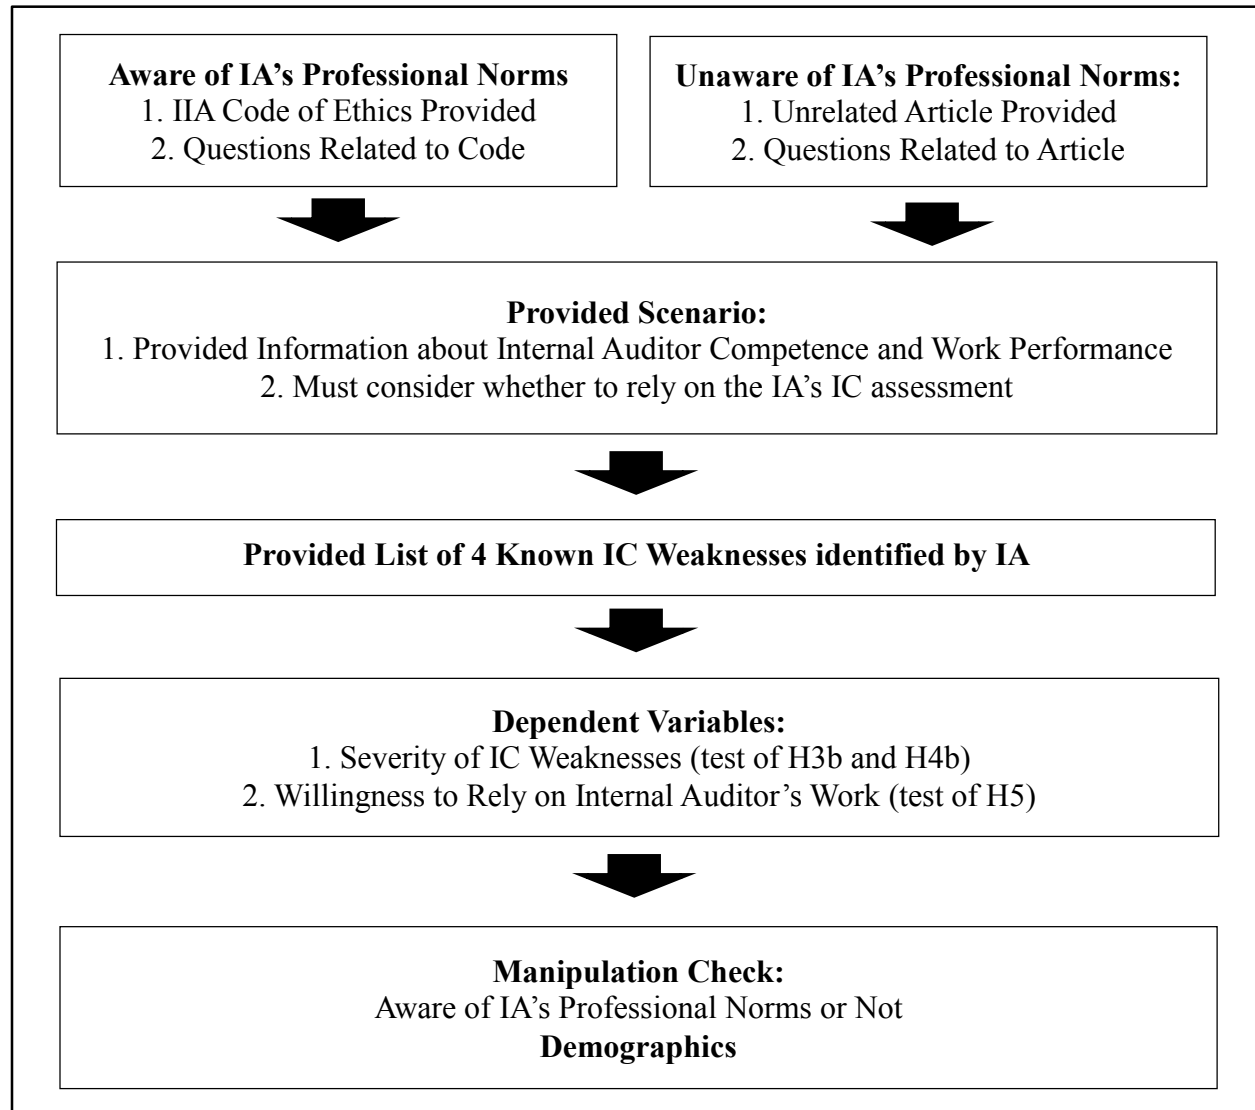 Aware of IA’s Professional Norms
1. IIA Code of Ethics Provided
2. Questions Related to Code
Unaware of IA’s Professional Norms:
1. Unrelated Article Provided
2. Questions Related to Article
Provided Scenario:
1. Provided Information about Internal Auditor Competence and Work Performance
2. Must consider whether to rely on the IA’s IC assessment
Provided List of 4 Known IC Weaknesses identified by IA
Dependent Variables:
1. Severity of IC Weaknesses (test of H3b and H4b)
2. Willingness to Rely on Internal Auditor’s Work (test of H5)
Manipulation Check:
Aware of IA’s Professional Norms or Not
Demographics